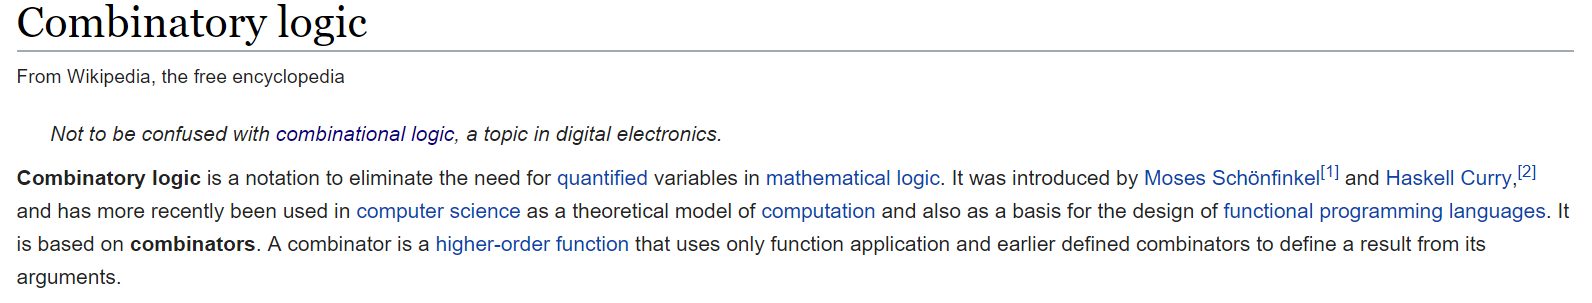 Combinatory logic
From Wikipedia, the free encyclopedia
Not to be confused with combinational logic, a topic in digital electronics.
Combinatory logic is a notation to eliminate the need for quantified variables in mathematical logic. It was introduced by Moses Schönfinkel[1] and Haskell Curry,[2]
and has more recently been used in computer science as a theoretical model of computation and also as a basis for the design of functional programming languages. It
is based on combinators. A combinator is a higher-order function that uses only function application and earlier defined combinators to define a result from its
arguments.